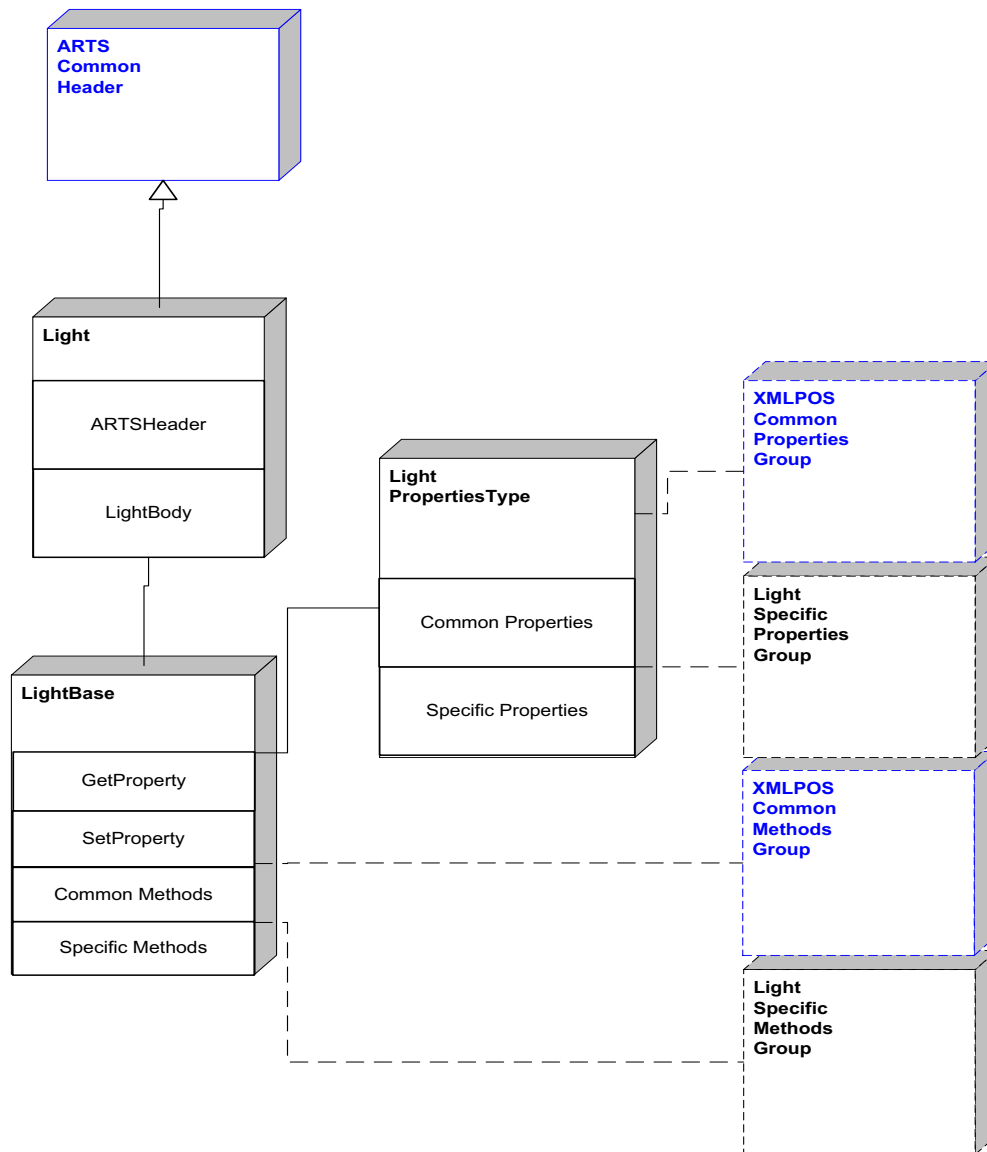 ARTS
Common
Header
Light
ARTSHeader
LightBody
LightBase
GetProperty
SetProperty
Common Methods
Specific Methods
Light
PropertiesType
Common Properties
Specific Properties
XMLPOS
Common
Properties
Group
Light
Specific
Properties
Group
XMLPOS
Common
Methods
Group
Light
Specific
Methods
Group